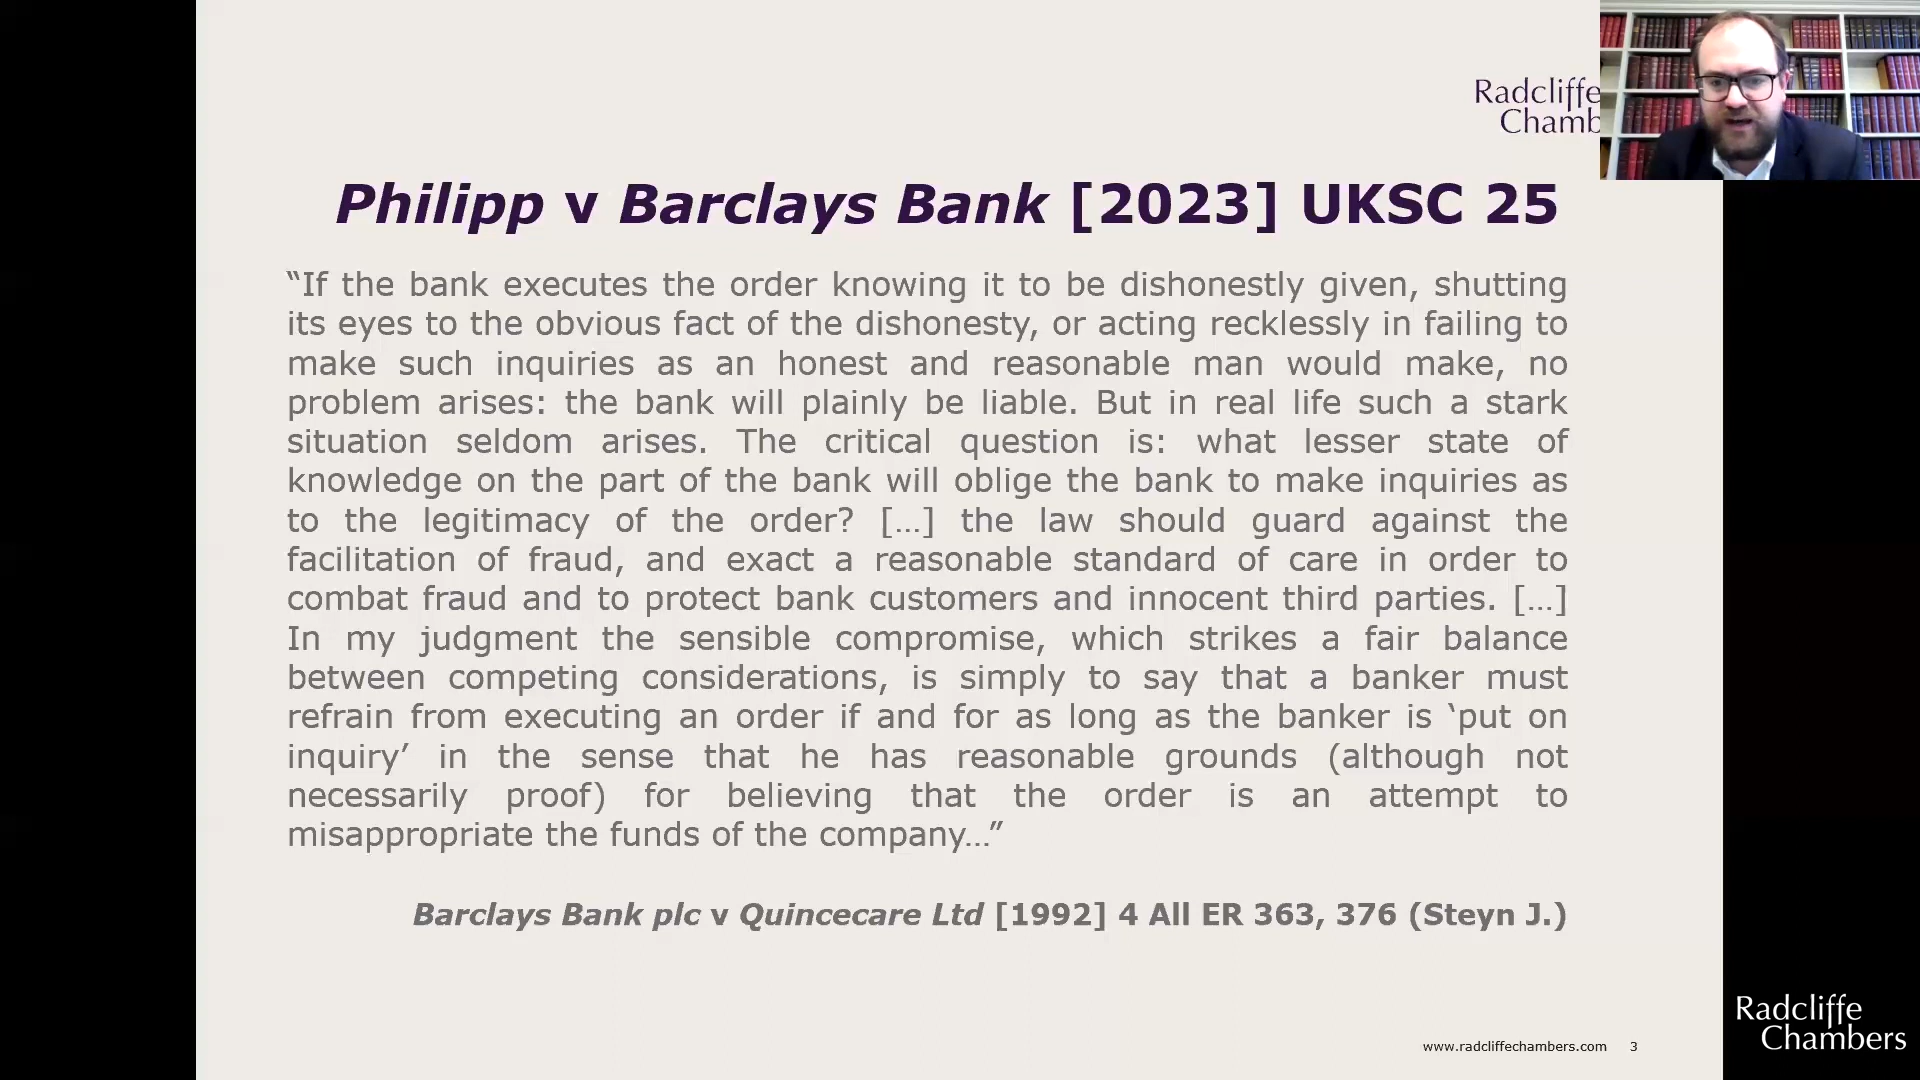 Radcliffe
Chamb
Philipp v Barclays Bank [2023] UKSC 25
“If the bank executes the order knowing it to be dishonestly given, shutting
its eyes to the obvious fact of the dishonesty, or acting recklessly in failing to
make such inquiries as an honest and reasonable man would make, no
problem arises: the bank will plainly be liable. But in real life such a stark
situation seldom arises. The critical question is: what lesser state of
knowledge on the part of the bank will oblige the bank to make inquiries as
to the legitimacy of the order? […] the law should guard against the
facilitation of fraud, and exact a reasonable standard of care in order to
combat fraud and to protect bank customers and innocent third parties. […]
In my judgment the sensible compromise, which strikes a fair balance
between competing considerations, is simply to say that a banker must
refrain from executing an order if and for as long as the banker is ‘put on
inquiry’ in the sense that he has reasonable grounds (although not
necessarily proof) for believing that the order is an attempt to
misappropriate the funds of the company…”
Barclays Bank plc v Quincecare Ltd [1992] 4 All ER 363, 376 (Steyn J.)
www.radcliffechambers.com 3
Radcliffe
Chambers